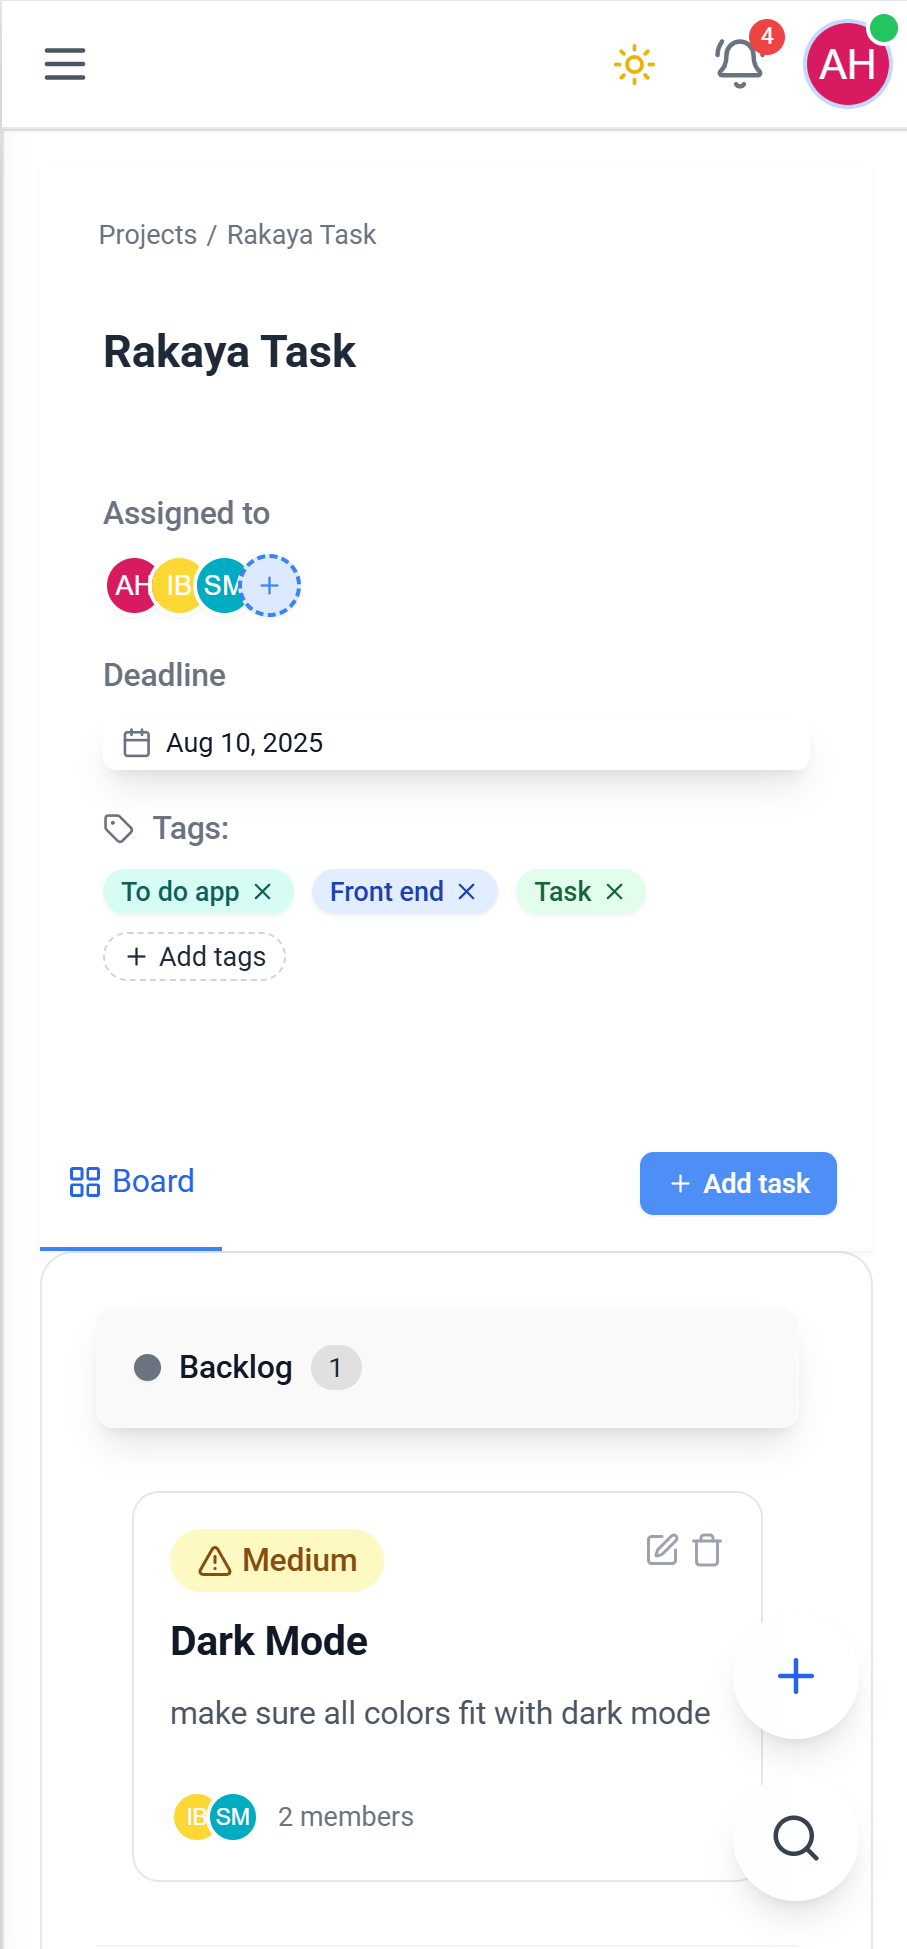 4
AH
Projects / Rakaya Task
Rakaya Task
Assigned to
AH IB SM +
Deadline
Aug 10, 2025
Tags:
To do app × Front end × Task ×
+ Add tags
Board
+ Add task
Backlog 1
Medium
Dark Mode
make sure all colors fit with dark mode
IB SM 2 members